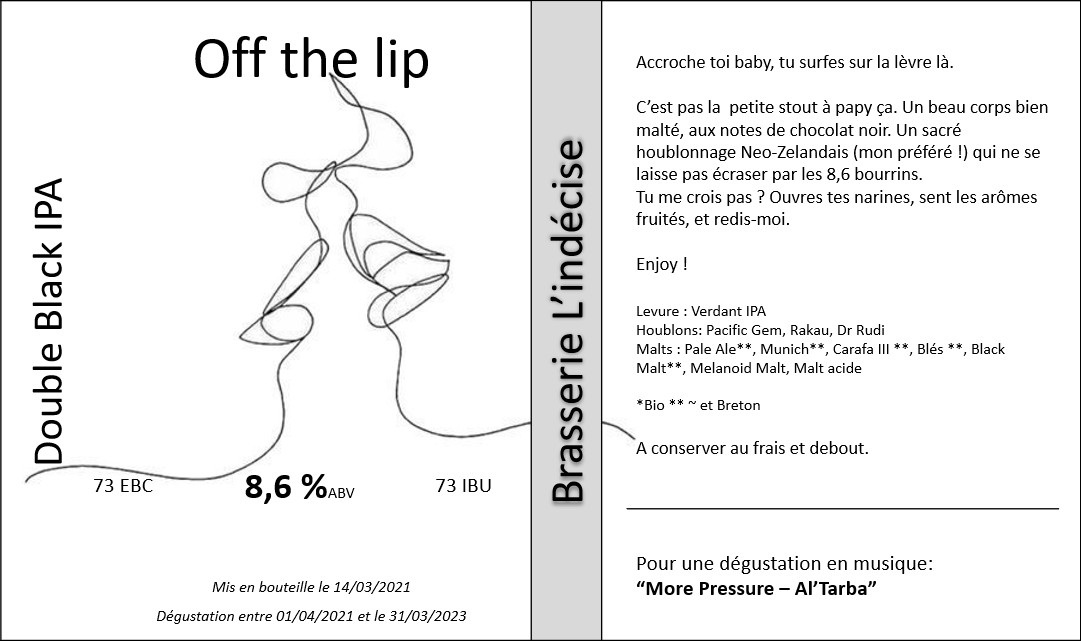 Off the lip
Double Black IPA
73 EBC
8,6 %ABV
73 IBU
Mis en bouteille le 14/03/2021
Dégustation entre 01/04/2021 et le 31/03/2023
Brasserie L’indécise
Accroche toi baby, tu surfes sur la lèvre là.
C’est pas la petite stout à papy ça. Un beau corps bien
malté, aux notes de chocolat noir. Un sacré
houblonnage Neo-Zelandais (mon préféré !) qui ne se
laisse pas écraser par les 8,6 bourrins.
Tu me crois pas ? Ouvres tes narines, sent les arômes
fruités, et redis-moi.
Enjoy !
Levure : Verdant IPA
Houblons: Pacific Gem, Rakau, Dr Rudi
Malts : Pale Ale**, Munich**, Carafa III **, Blés **, Black
Malt**, Melanoid Malt, Malt acide
*Bio ** ~ et Breton
A conserver au frais et debout.
Pour une dégustation en musique:
“More Pressure – Al’Tarba”